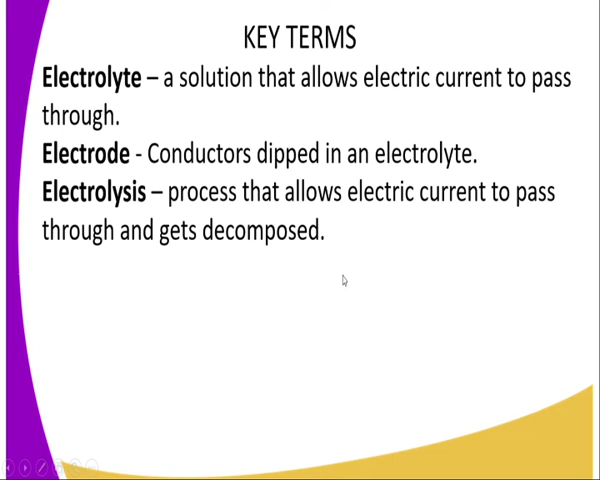 KEY TERMS
Electrolyte – a solution that allows electric current to pass
through.
Electrode - Conductors dipped in an electrolyte.
Electrolysis – process that allows electric current to pass
through and gets decomposed.